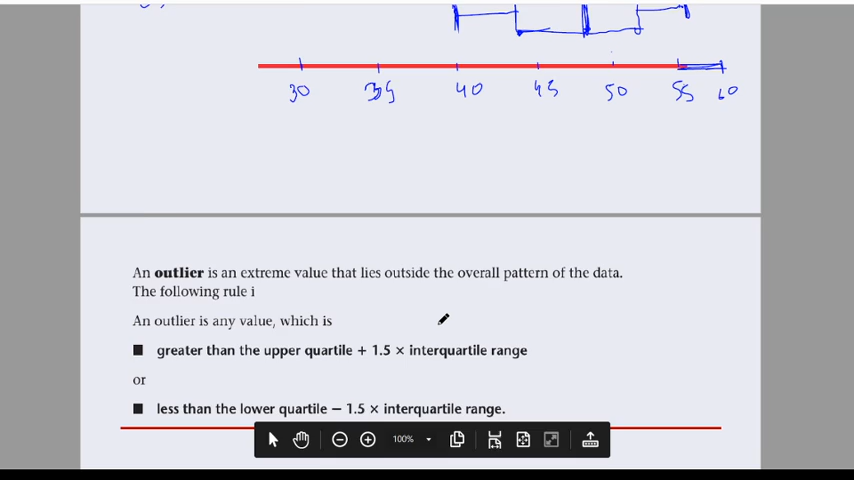 30 35 40 45 50 55 60
An outlier is an extreme value that lies outside the overall pattern of the data.
The following rule i
An outlier is any value, which is
■ greater than the upper quartile + 1.5 × interquartile range
or
■ less than the lower quartile − 1.5 × interquartile range.
100%